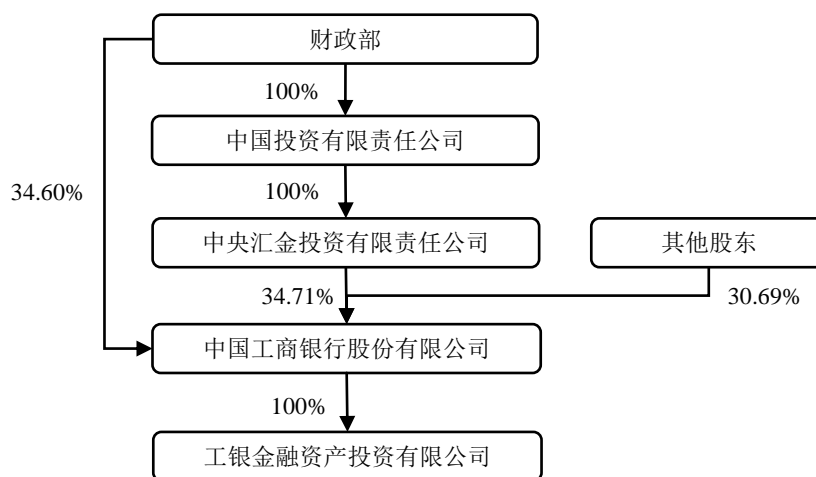 财政部
100%
中国投资有限责任公司
34.60%
100%
中央汇金投资有限责任公司
其他股东
34.71%
30.69%
中国工商银行股份有限公司
100%
工银金融资产投资有限公司